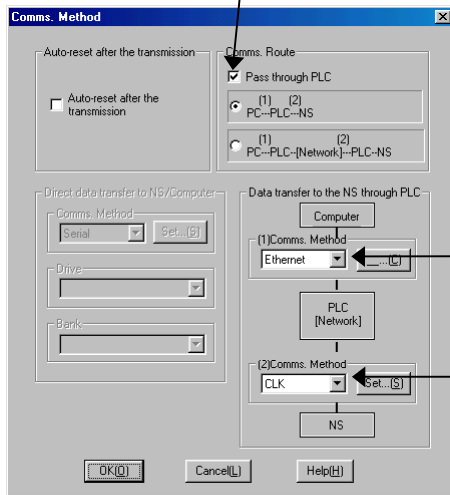 Comms. Method
Auto-reset after the transmission
Auto-reset after the
transmission
Comms. Route
Pass through PLC
(1) (2)
PC---PLC---NS
(1) (2)
PC---PLC--[Network]---PLC--NS
Direct data transfer to NS/Computer
Comms. Method
Serial
Set...(S)
Drive
Bank
Data transfer to the NS through PLC
Computer
(1)Comms. Method
Ethernet
__...(C)
PLC
[Network]
(2)Comms. Method
CLK
Set...(S)
NS
OK(O)
Cancel(L)
Help(H)